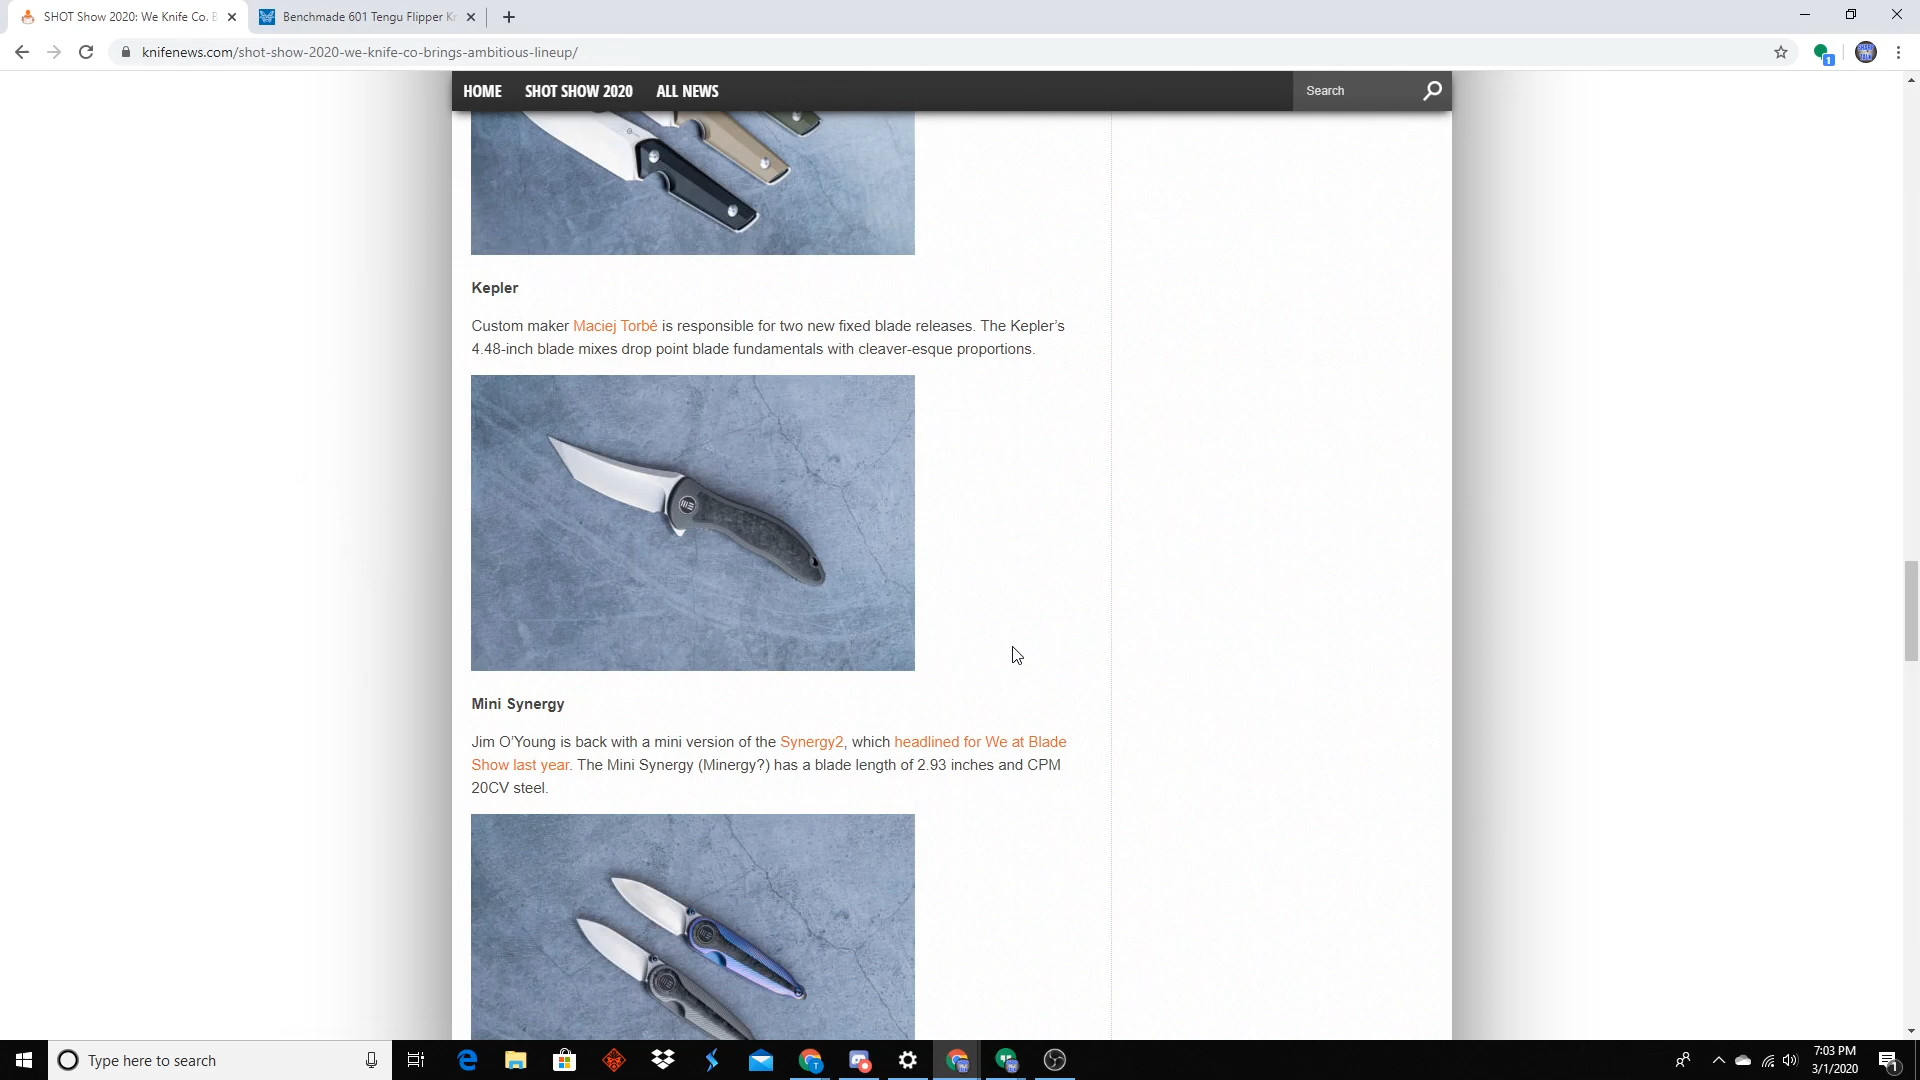 SHOT Show 2020: We Knife Co. B
Benchmade 601 Tengu Flipper Kn
knifenews.com/shot-show-2020-we-knife-co-brings-ambitious-lineup/
1
HOME SHOT SHOW 2020 ALL NEWS Search
Kepler
Custom maker Maciej Torbé is responsible for two new fixed blade releases. The Kepler’s
4.48-inch blade mixes drop point blade fundamentals with cleaver-esque proportions.
Mini Synergy
Jim O’Young is back with a mini version of the Synergy2, which headlined for We at Blade
Show last year. The Mini Synergy (Minergy?) has a blade length of 2.93 inches and CPM
20CV steel.
Type here to search
7:03 PM
3/1/2020
1